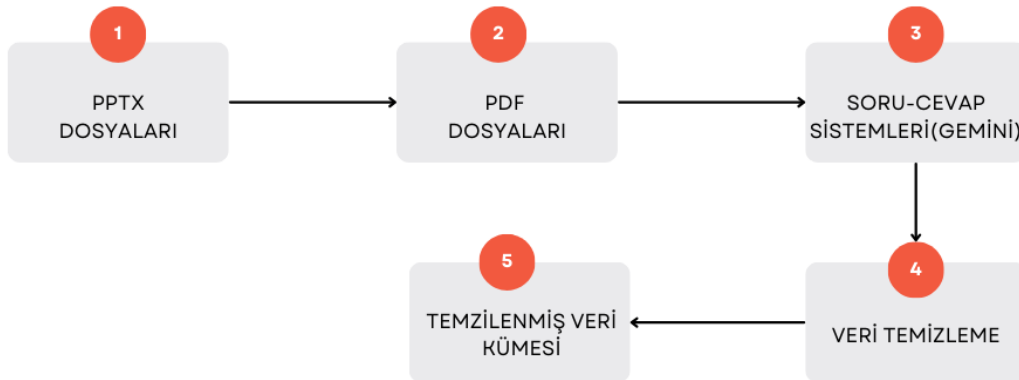 1
PPTX
DOSYALARI
2
PDF
DOSYALARI
3
SORU-CEVAP
SİSTEMLERİ(GEMİNİ)
4
VERİ TEMİZLEME
5
TEMZİLENMİŞ VERİ
KÜMESİ